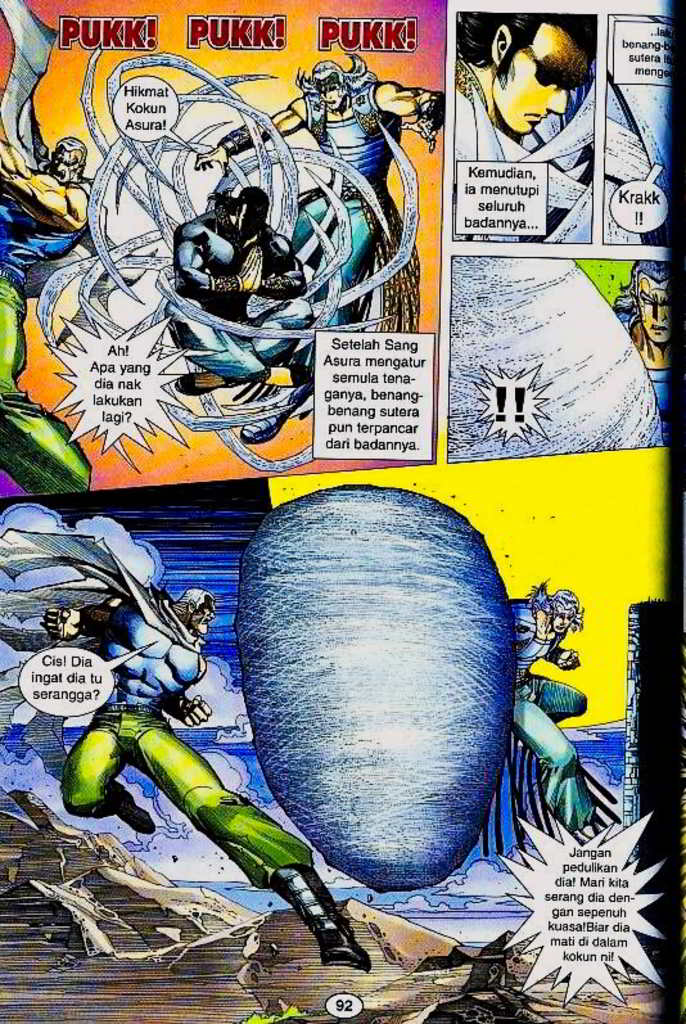 PUKK! PUKK! PUKK!
Hikmat
Kokun
Asura!
Ah!
Apa yang
dia nak
lakukan
lagi?
Setelah Sang
Asura mengatur
semula tena-
ganya, benang-
benang sutera
pun terpancar
dari badannya.
Kemudian,
ia menutupi
seluruh
badannya...
benang-b
sutera
Krakk
!!
!!
Cis! Dia
ingat dia tu
serangga?
Jangan
pedulikan
dia! Mari kita
serang dia den-
gan sepenuh
kuasa!Biar dia
mati di dalam
kokun ni!
92